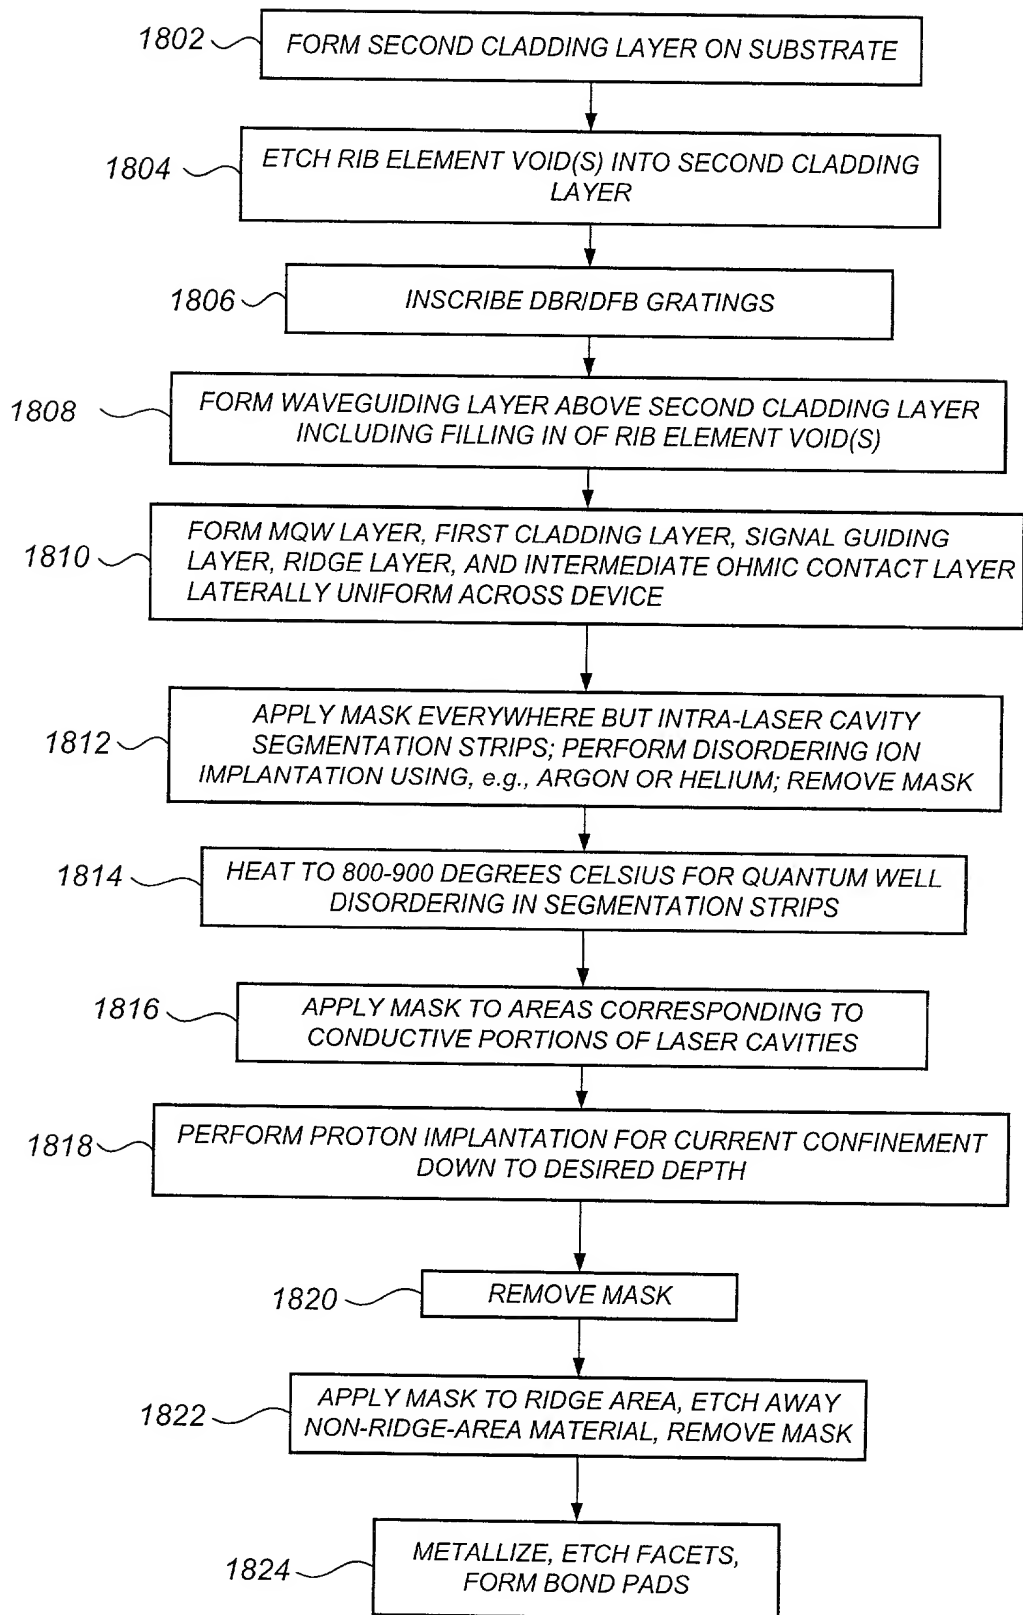 1802
FORM SECOND CLADDING LAYER ON SUBSTRATE
1804
ETCH RIB ELEMENT VOID(S) INTO SECOND CLADDING
LAYER
1806
INSCRIBE DBR/DFB GRATINGS
1808
FORM WAVEGUIDING LAYER ABOVE SECOND CLADDING LAYER
INCLUDING FILLING IN OF RIB ELEMENT VOID(S)
1810
FORM MQW LAYER, FIRST CLADDING LAYER, SIGNAL GUIDING
LAYER, RIDGE LAYER, AND INTERMEDIATE OHMIC CONTACT LAYER
LATERALLY UNIFORM ACROSS DEVICE
1812
APPLY MASK EVERYWHERE BUT INTRA-LASER CAVITY
SEGMENTATION STRIPS; PERFORM DISORDERING ION
IMPLANTATION USING, e.g., ARGON OR HELIUM; REMOVE MASK
1814
HEAT TO 800-900 DEGREES CELSIUS FOR QUANTUM WELL
DISORDERING IN SEGMENTATION STRIPS
1816
APPLY MASK TO AREAS CORRESPONDING TO
CONDUCTIVE PORTIONS OF LASER CAVITIES
1818
PERFORM PROTON IMPLANTATION FOR CURRENT CONFINEMENT
DOWN TO DESIRED DEPTH
1820
REMOVE MASK
1822
APPLY MASK TO RIDGE AREA, ETCH AWAY
NON-RIDGE-AREA MATERIAL, REMOVE MASK
1824
METALLIZE, ETCH FACETS,
FORM BOND PADS